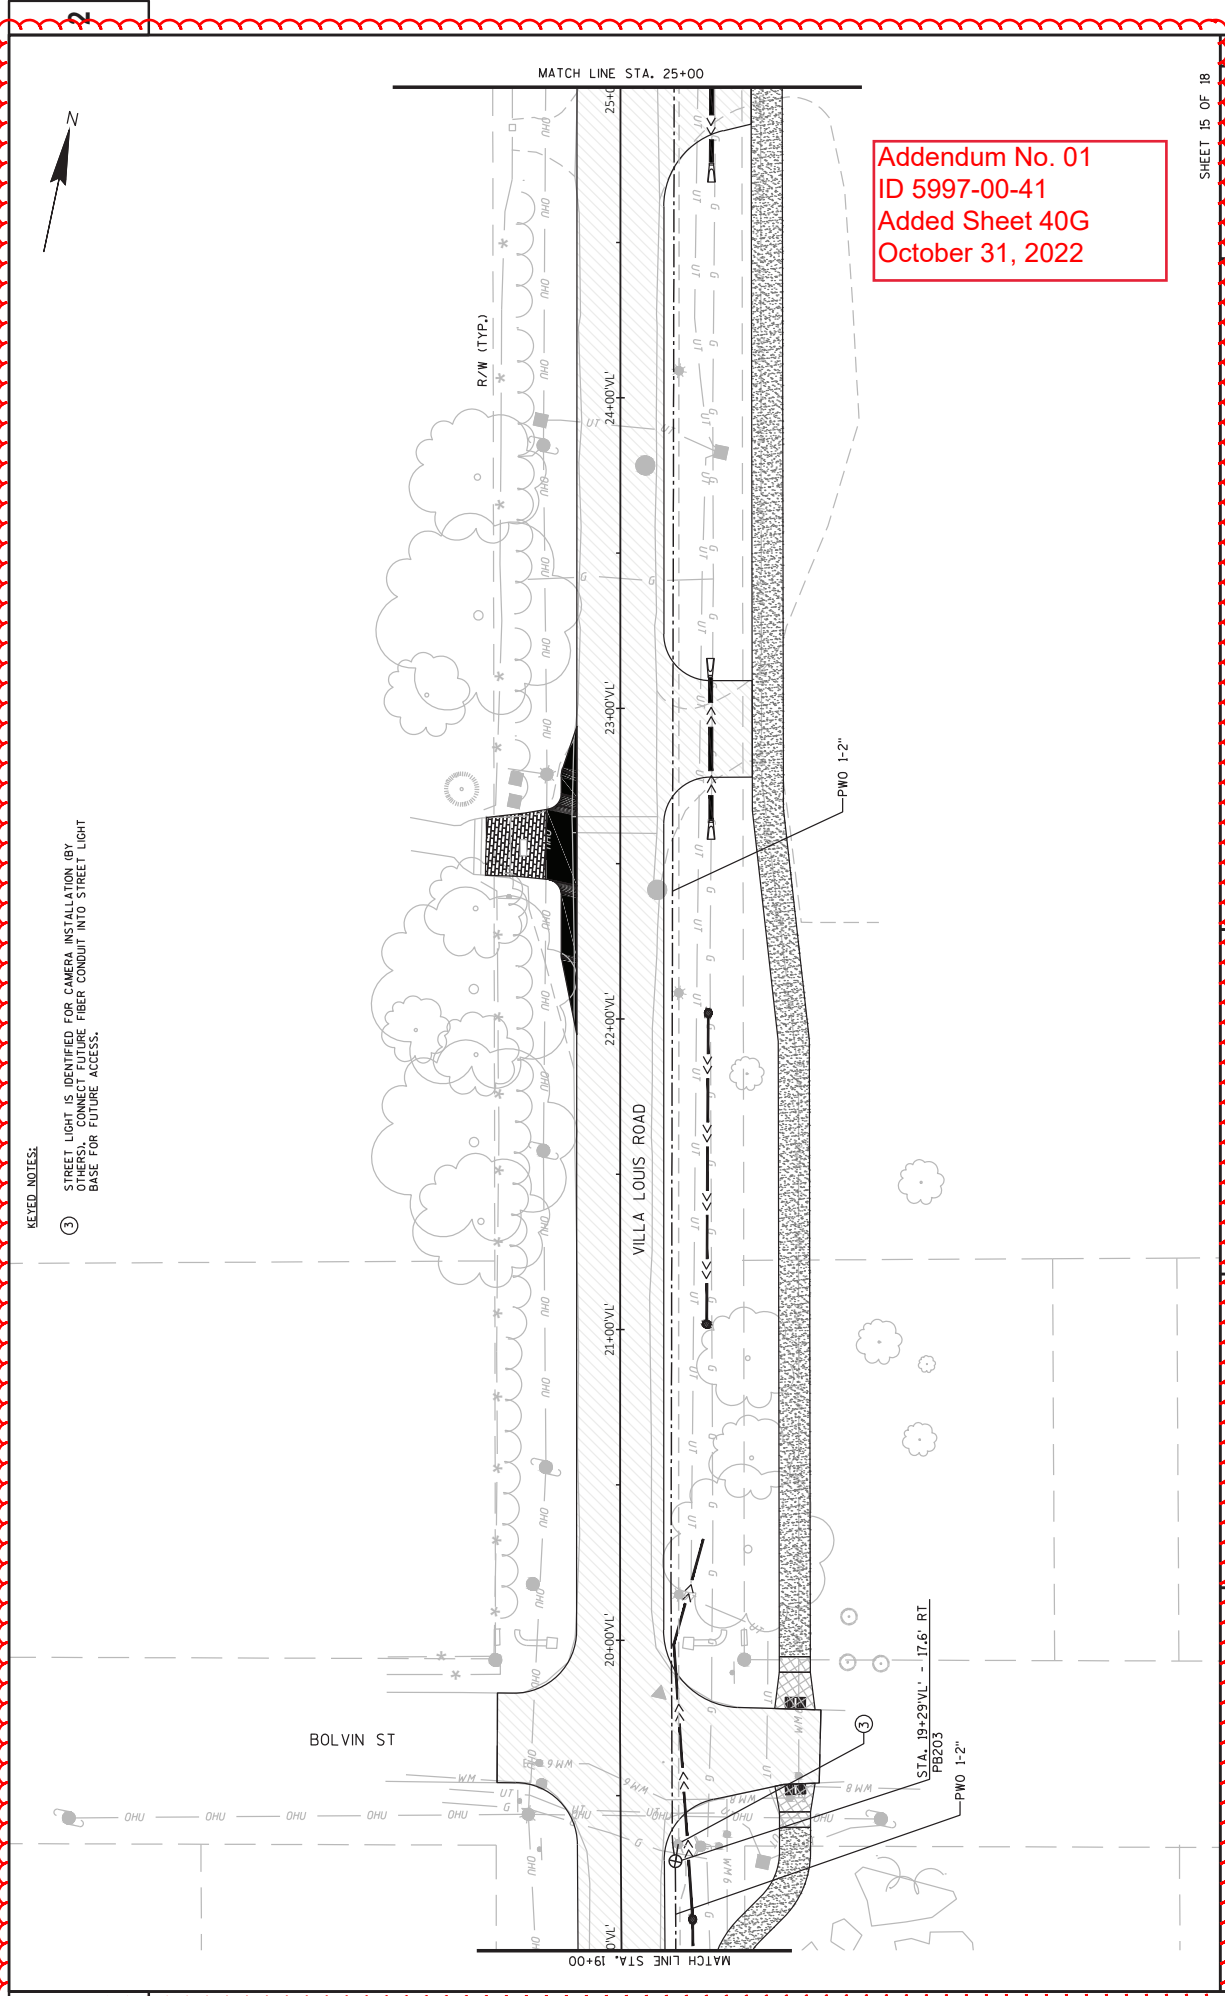 2
MATCH LINE STA. 25+00
SHEET 15 OF 18
N
Addendum No. 01
ID 5997-00-41
Added Sheet 40G
October 31, 2022
R/W (TYP.)
24+00'VL'
23+00'VL'
22+00'VL'
21+00'VL'
20+00'VL'
VILLA LOUIS ROAD
PWO 1-2"
KEYED NOTES:
3 STREET LIGHT IS IDENTIFIED FOR CAMERA INSTALLATION (BY
OTHERS). CONNECT FUTURE FIBER CONDUIT INTO STREET LIGHT
BASE FOR FUTURE ACCESS.
BOLVIN ST
3
STA. 19+29'VL' - 17.6' RT
PB203
PWO 1-2"
MATCH LINE STA. 19+00